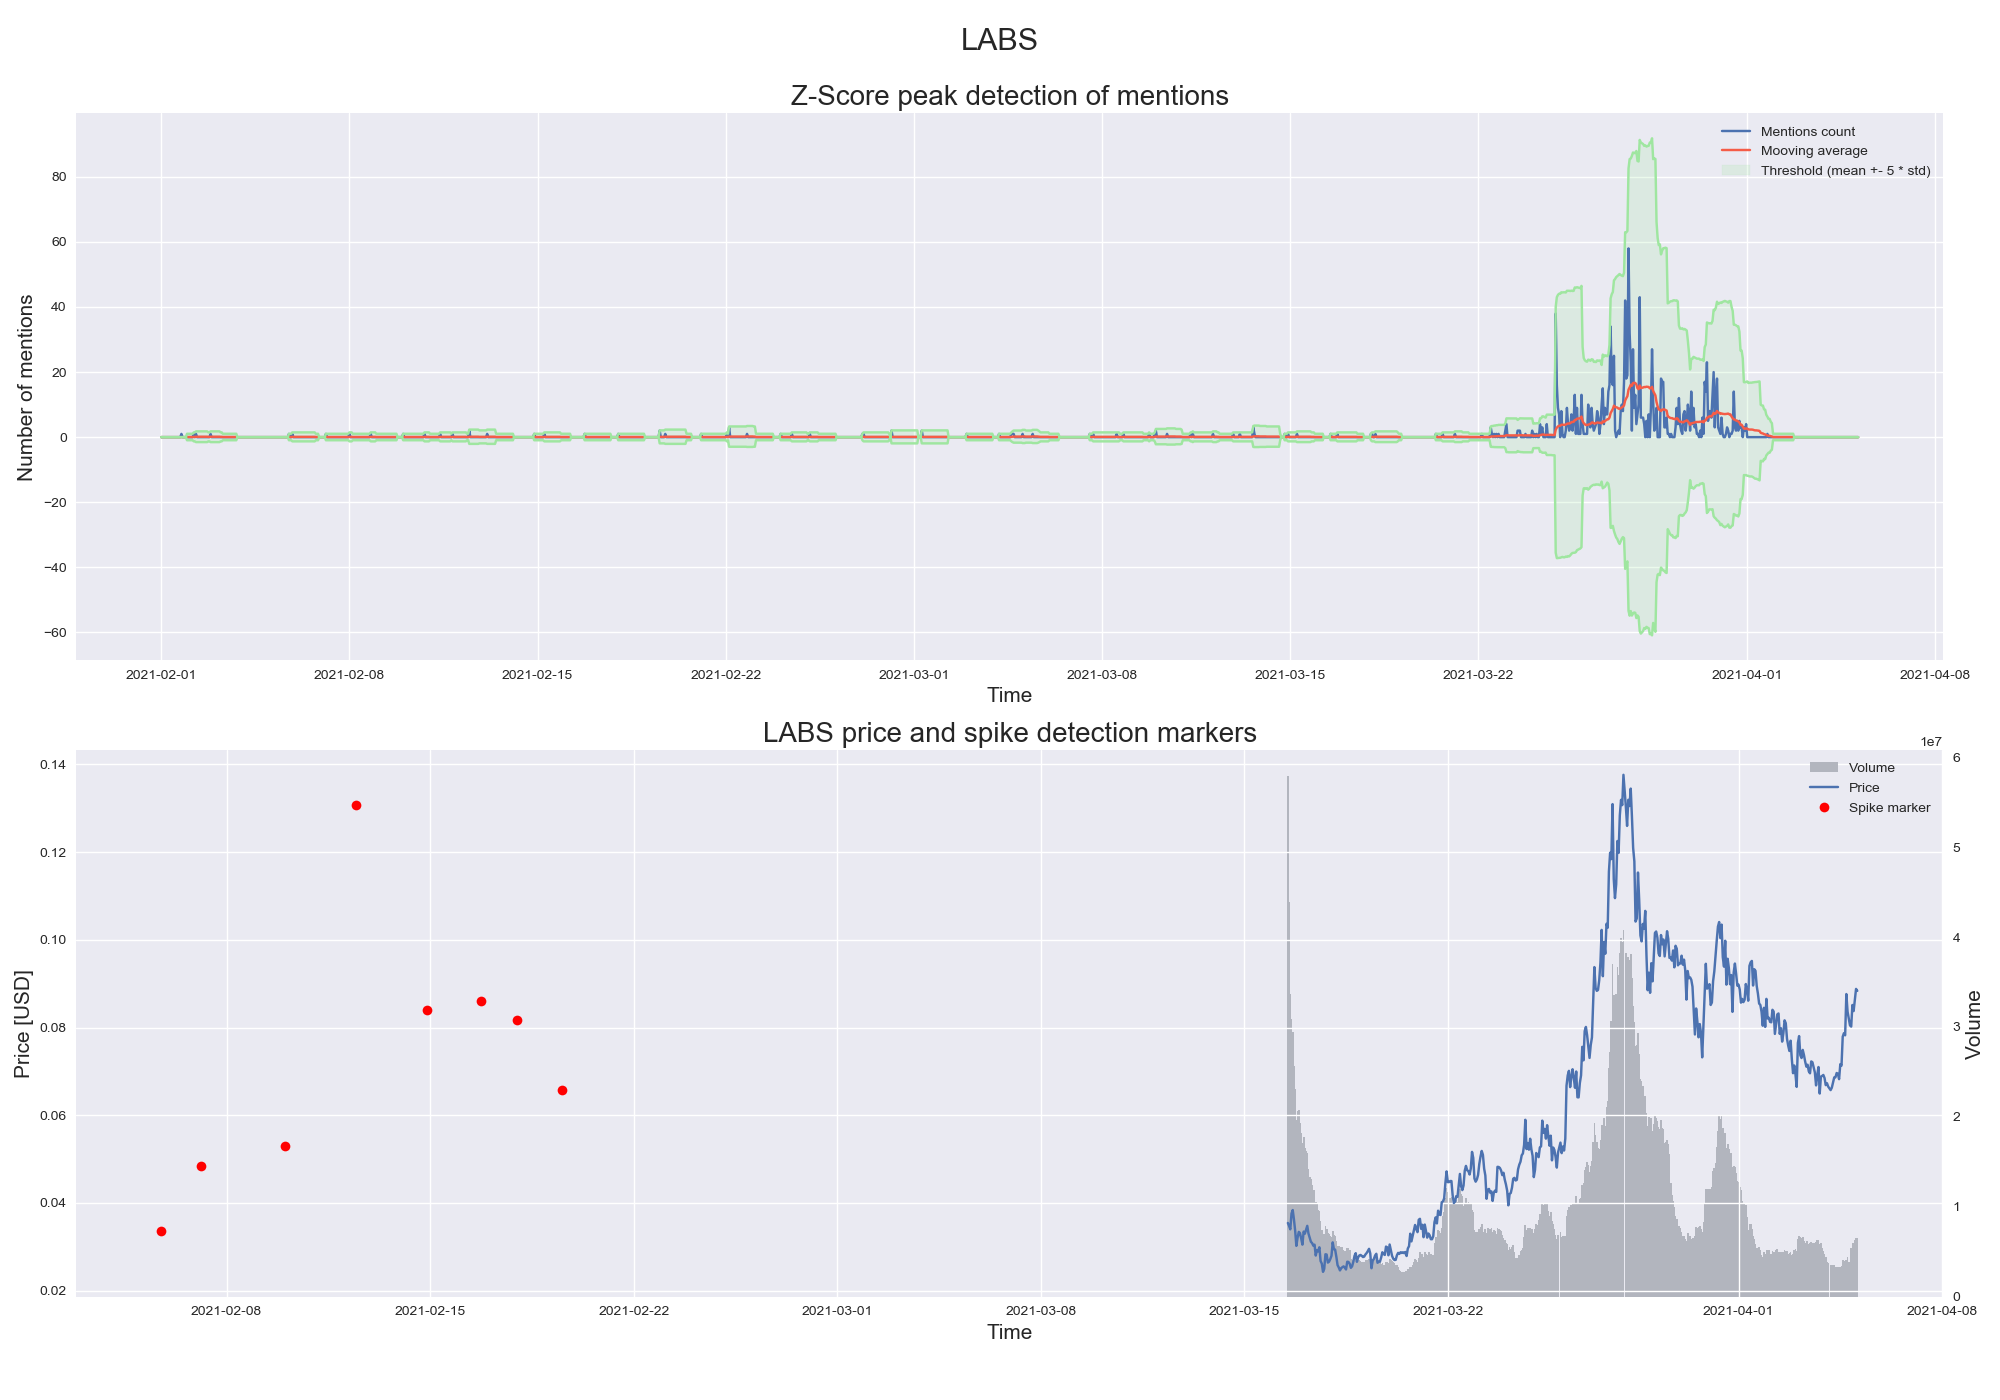 LABS
Z-Score peak detection of mentions
Mentions count
Mooving average
Threshold (mean +- 5 * std)
Number of mentions
80
60
40
20
0
−20
−40
−60
2021-02-01 2021-02-08 2021-02-15 2021-02-22 2021-03-01 2021-03-08 2021-03-15 2021-03-22 2021-04-01 2021-04-08
Time
LABS price and spike detection markers
1e7
Volume
Price
Spike marker
Price [USD]
0.14
0.12
0.10
0.08
0.06
0.04
0.02
6
5
4
3
2
1
0
Volume
2021-02-08 2021-02-15 2021-02-22 2021-03-01 2021-03-08 2021-03-15 2021-03-22 2021-04-01 2021-04-08
Time